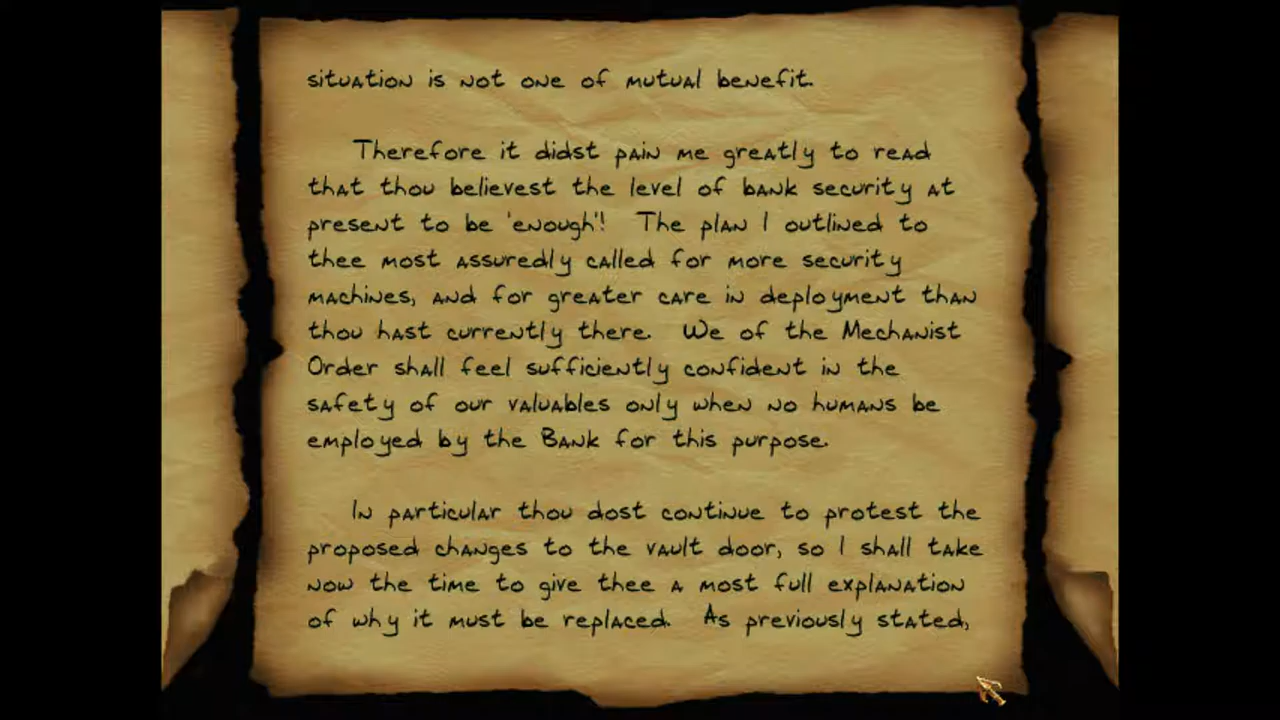 situation is not one of mutual benefit.
Therefore it didst pain me greatly to read
that thou believest the level of bank security at
present to be 'enough'! The plan I outlined to
thee most assuredly called for more security
machines, and for greater care in deployment than
thou hast currently there. We of the Mechanist
Order shall feel sufficiently confident in the
safety of our valuables only when no humans be
employed by the Bank for this purpose.
In particular thou dost continue to protest the
proposed changes to the vault door, so I shall take
now the time to give thee a most full explanation
of why it must be replaced. As previously stated,